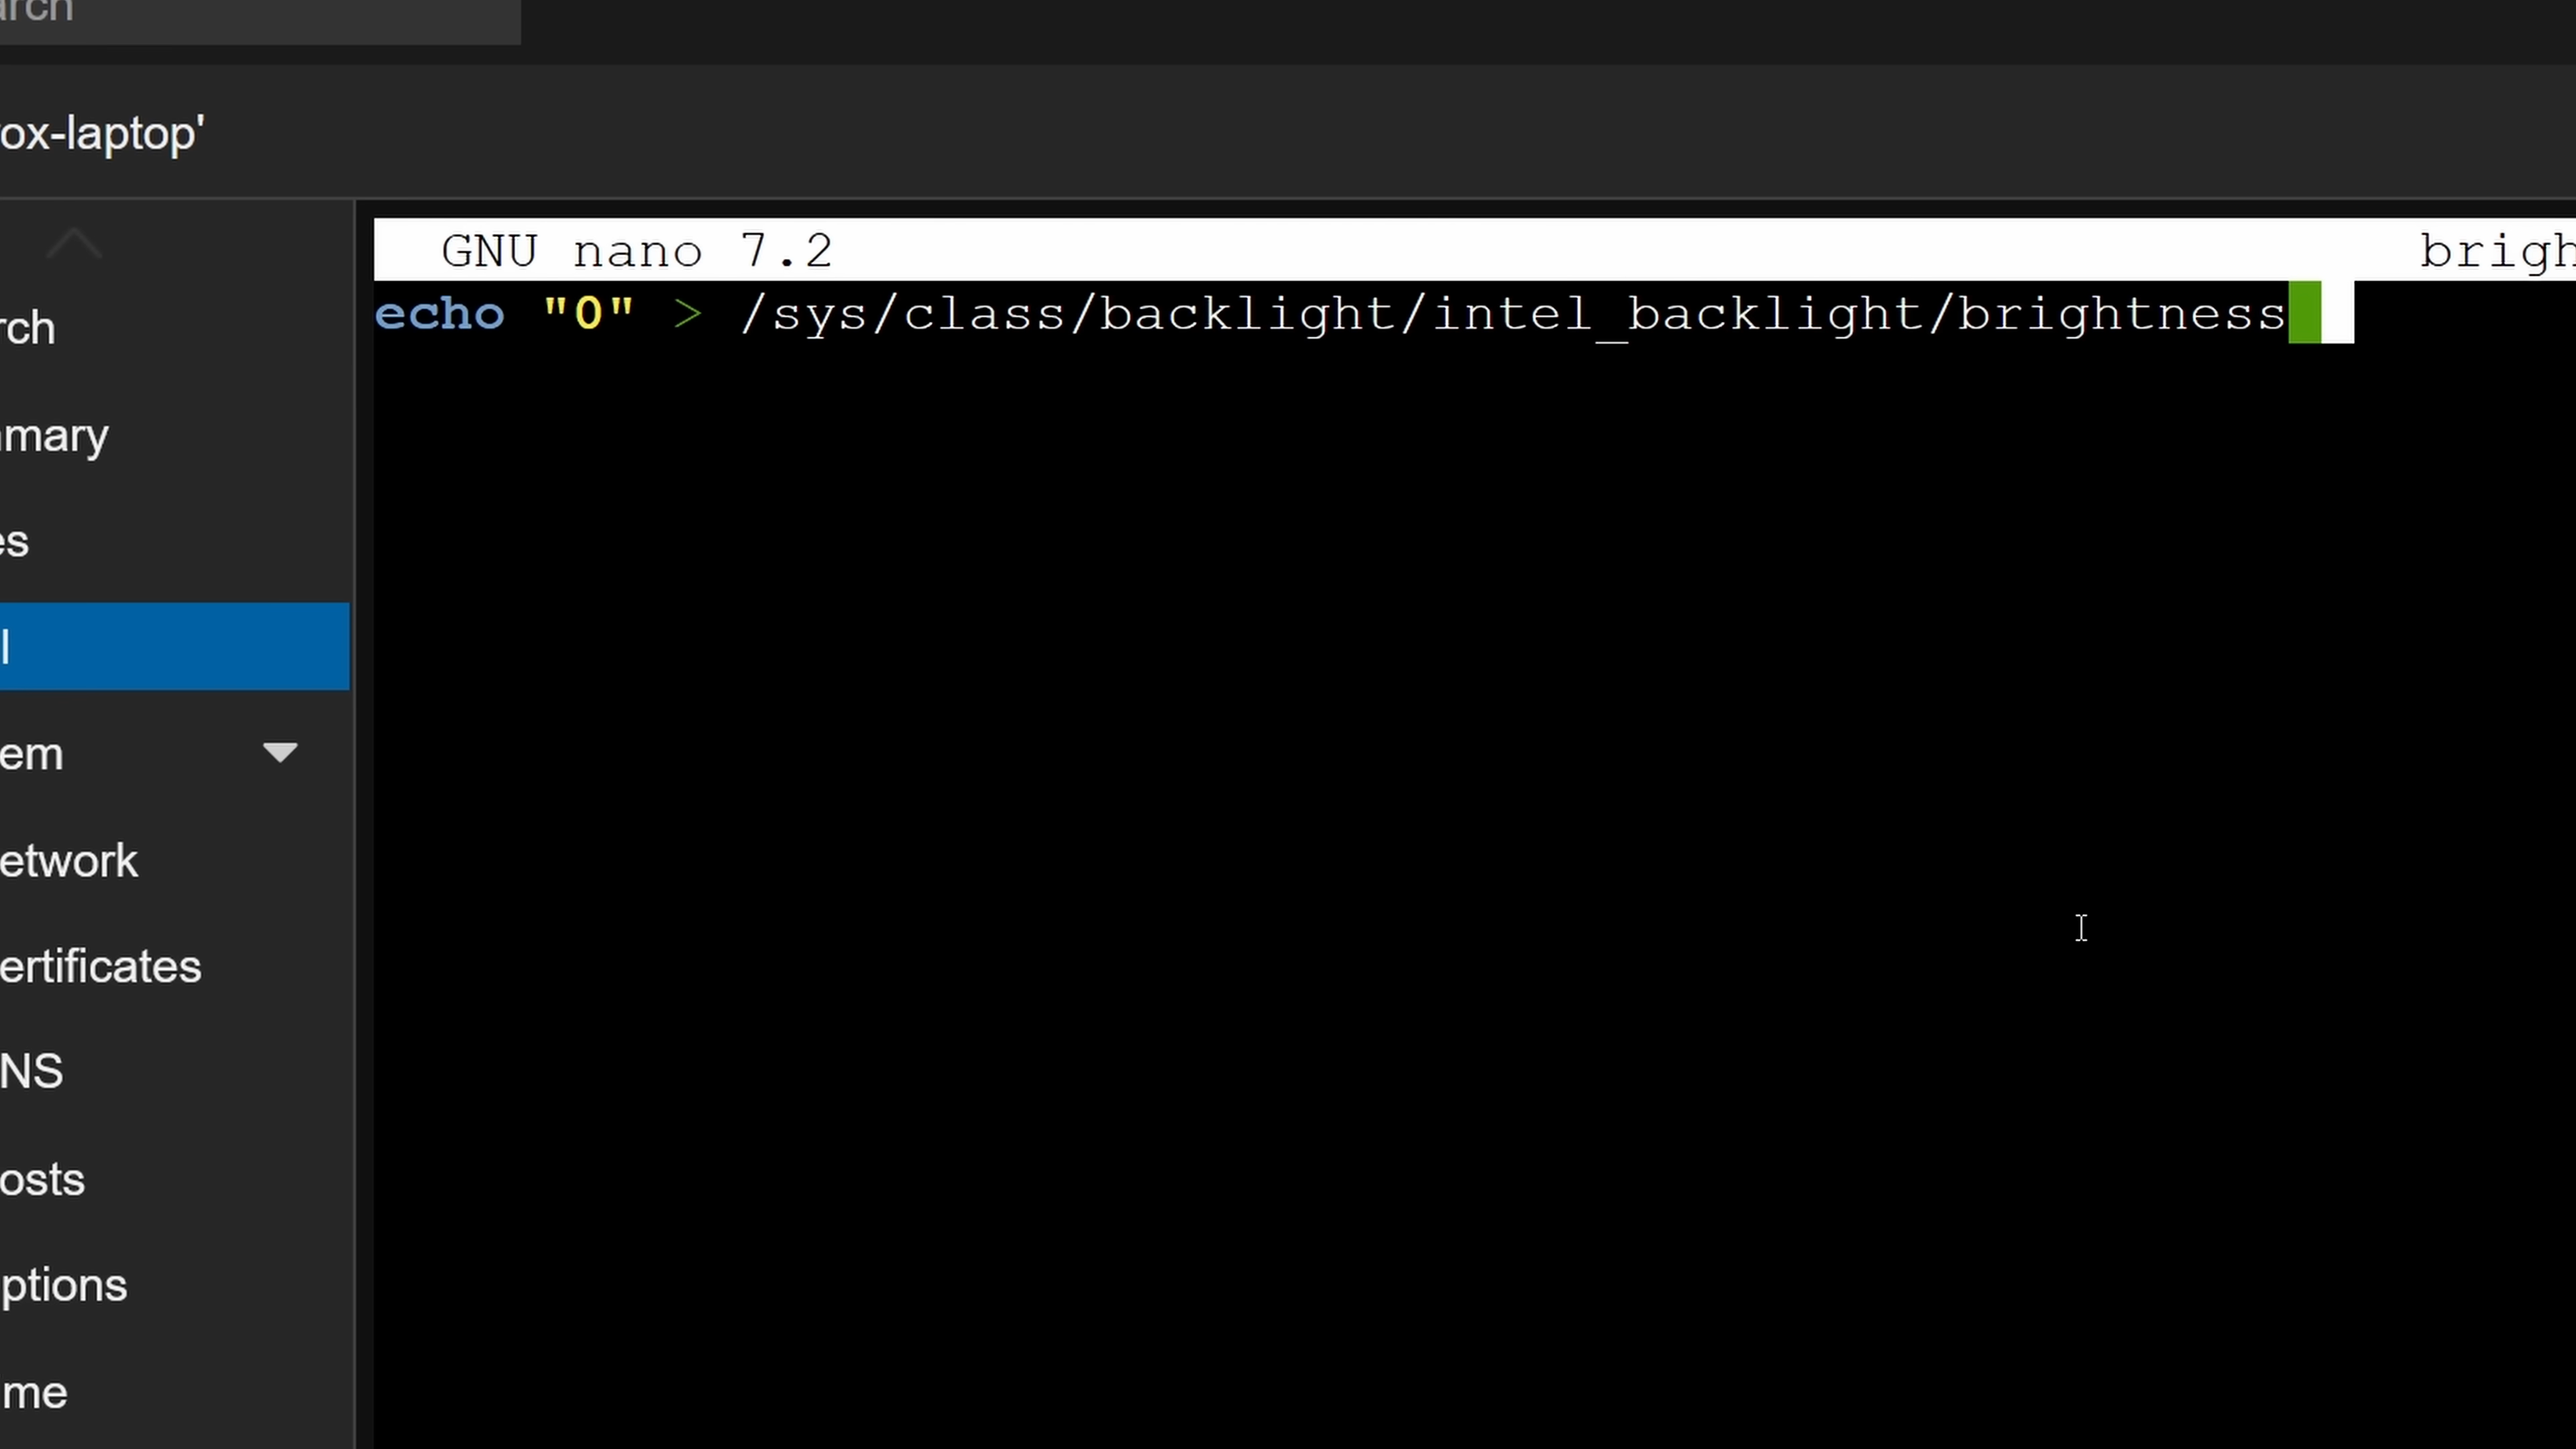 arch
ox-laptop'
GNU nano 7.2 brigh
echo "0" > /sys/class/backlight/intel_backlight/brightness
rch
mary
es
l
em
etwork
ertificates
NS
osts
ptions
me